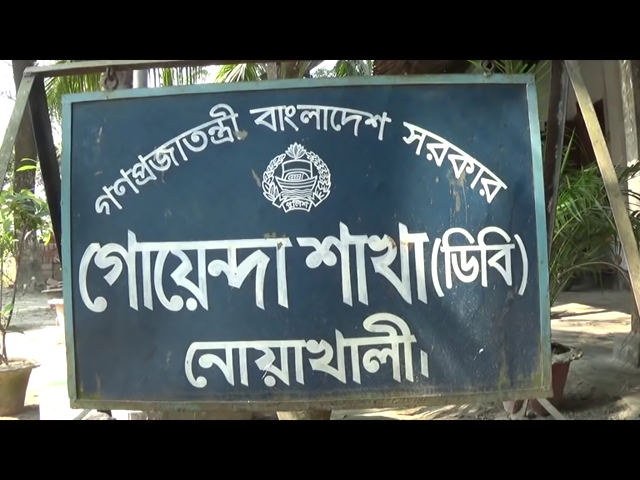 গণপ্রজাতন্ত্রী বাংলাদেশ সরকার
পুলিশ
গোয়েন্দা শাখা (ডিবি)
নোয়াখালী।